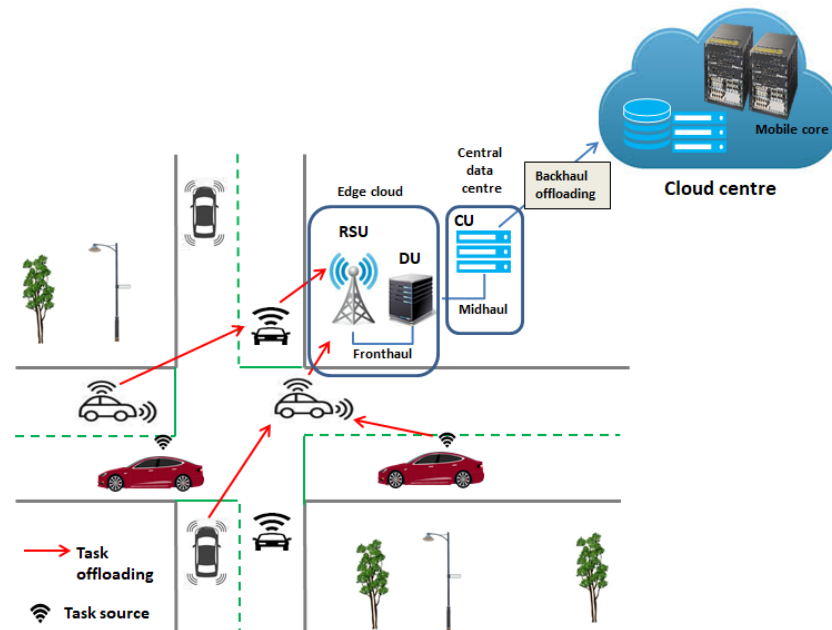 Mobile core
Cloud centre
Backhaul
offloading
Central
data
centre
CU
Midhaul
Edge cloud
RSU
DU
Fronthaul
Task
offloading
Task source